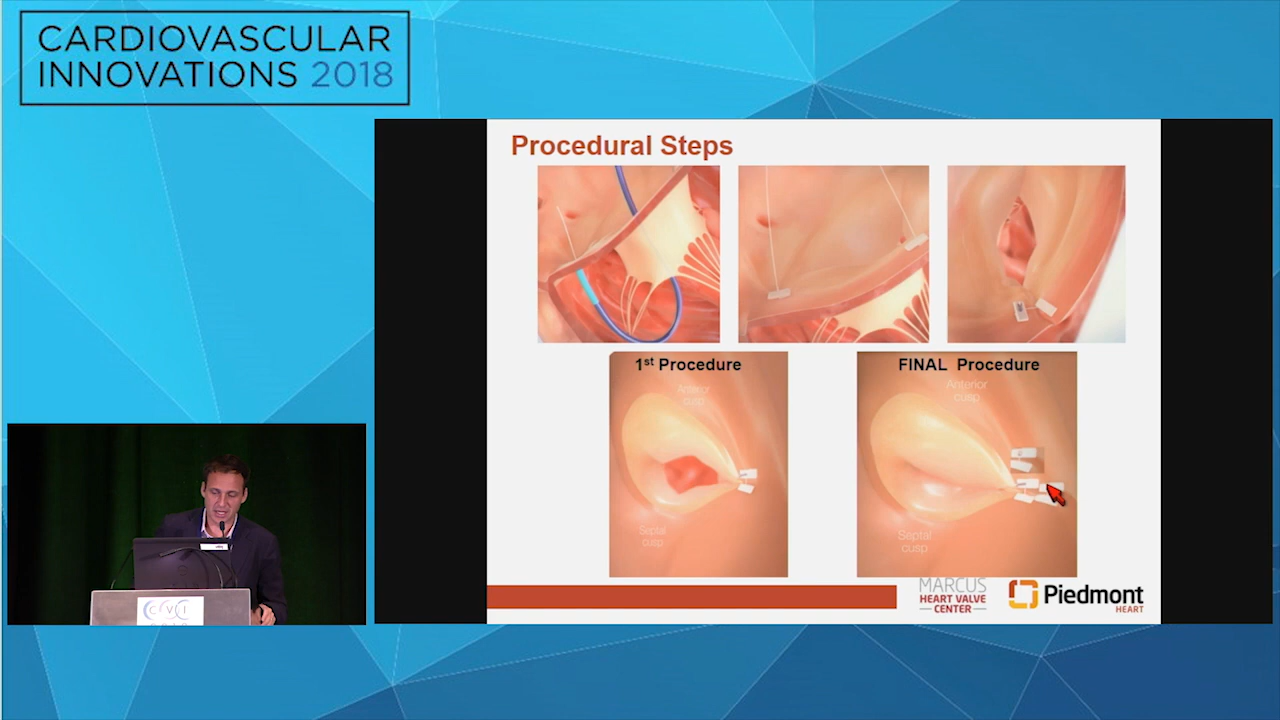 CARDIOVASCULAR
INNOVATIONS 2018
Procedural Steps
1st Procedure
Anterior
cusp
Septal
cusp
FINAL Procedure
Anterior
cusp
Septal
cusp
MARCUS
HEART VALVE
CENTER
Piedmont
HEART
CVI